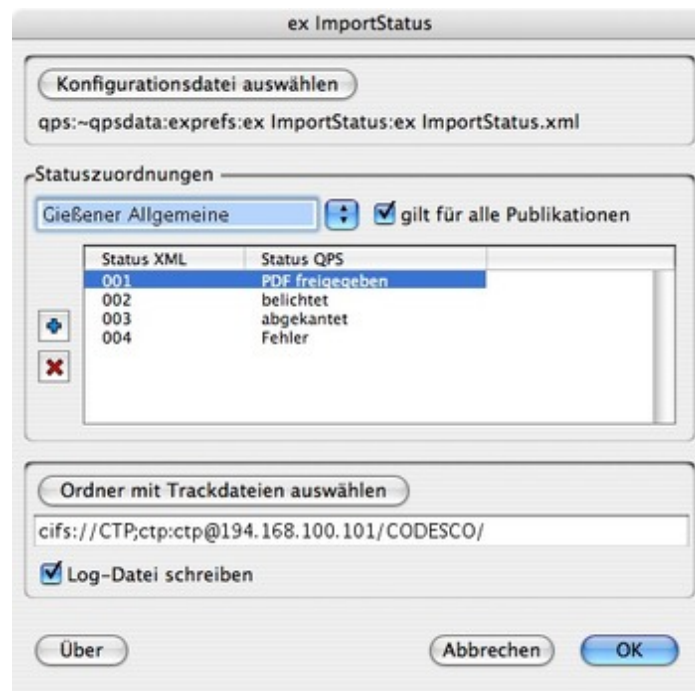 ex ImportStatus
Konfigurationsdatei auswählen
qps:~qpsdata:exprefs:ex ImportStatus:ex ImportStatus.xml
Statuszuordnungen
Gießener Allgemeine gilt für alle Publikationen
Status XML Status QPS
001 PDF freigegeben
002 belichtet
003 abgekantet
004 Fehler
Ordner mit Trackdateien auswählen
cifs://CTP;ctp:ctp@194.168.100.101/CODESCO/
Log-Datei schreiben
Über Abbrechen OK